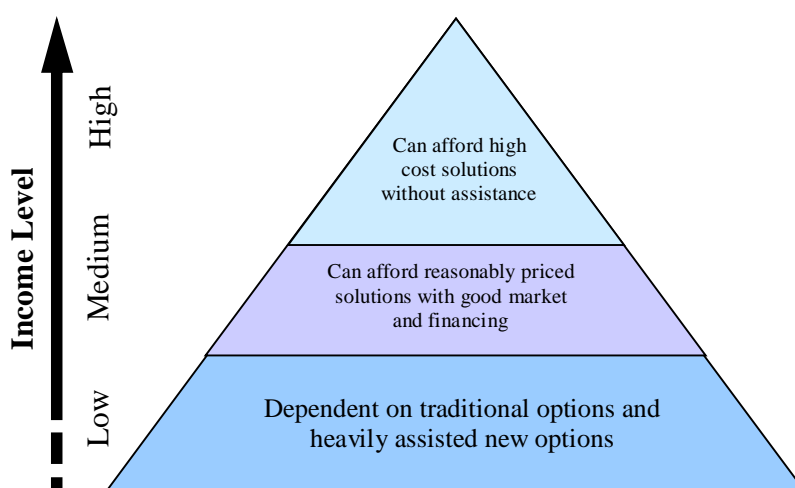 Income Level
High
Medium
Low
Can afford high
cost solutions
without assistance
Can afford reasonably priced
solutions with good market
and financing
Dependent on traditional options and
heavily assisted new options